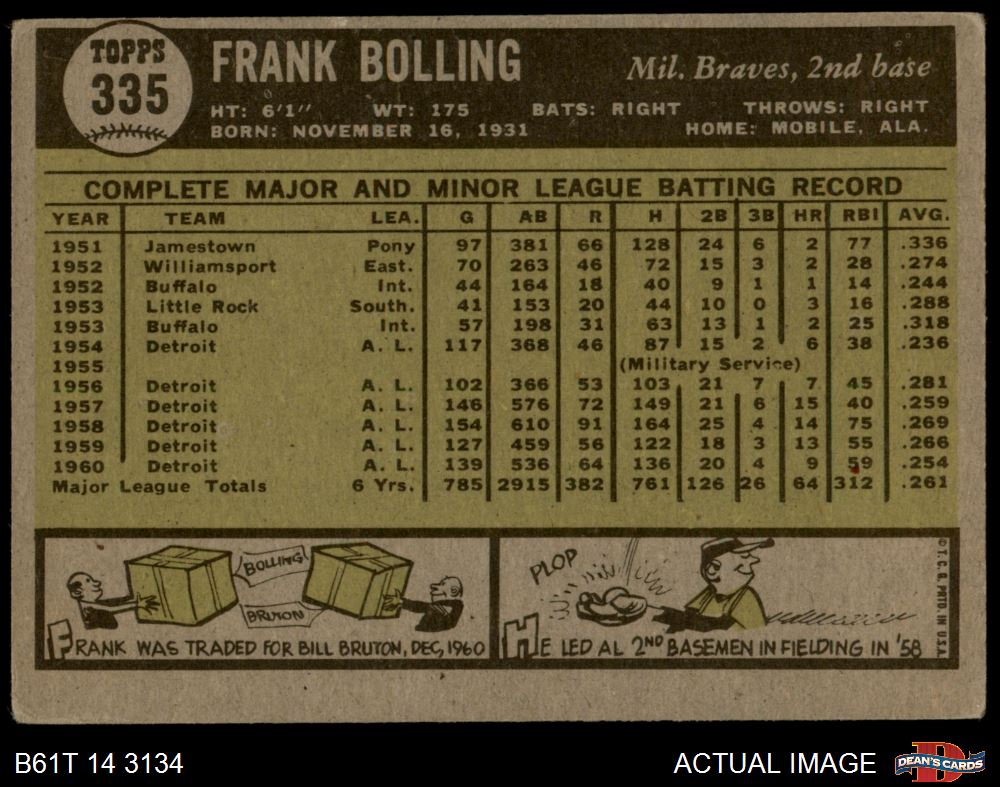 TOPPS
335
FRANK BOLLING
Mil. Braves, 2nd base
HT: 6'1" WT: 175 BATS: RIGHT THROWS: RIGHT
BORN: NOVEMBER 16, 1931 HOME: MOBILE, ALA.
COMPLETE MAJOR AND MINOR LEAGUE BATTING RECORD
YEAR TEAM LEA. G AB R H 2B 3B HR RBI AVG.
1951 Jamestown Pony 97 381 66 128 24 6 2 77 .336
1952 Williamsport East. 70 263 46 72 15 3 2 28 .274
1952 Buffalo Int. 44 164 18 40 9 1 1 14 .244
1953 Little Rock South. 41 153 20 44 10 0 3 16 .288
1953 Buffalo Int. 57 198 31 63 13 1 2 25 .318
1954 Detroit A. L. 117 368 46 87 15 2 6 38 .236
1955 (Military Service)
1956 Detroit A. L. 102 366 53 103 21 7 7 45 .281
1957 Detroit A. L. 146 576 72 149 21 6 15 40 .259
1958 Detroit A. L. 154 610 91 164 25 4 14 75 .269
1959 Detroit A. L. 127 459 56 122 18 3 13 55 .266
1960 Detroit A. L. 139 536 64 136 20 4 9 59 .254
Major League Totals 6 Yrs. 785 2915 382 761 126 26 64 312 .261
BOLLING
BRUTON
FRANK WAS TRADED FOR BILL BRUTON, DEC, 1960
PLOP
HE LED AL 2ND BASEMEN IN FIELDING IN '58
© T. C. G. PRTD. IN U.S.A.
B61T 14 3134
ACTUAL IMAGE
D
DEAN'S CARDS